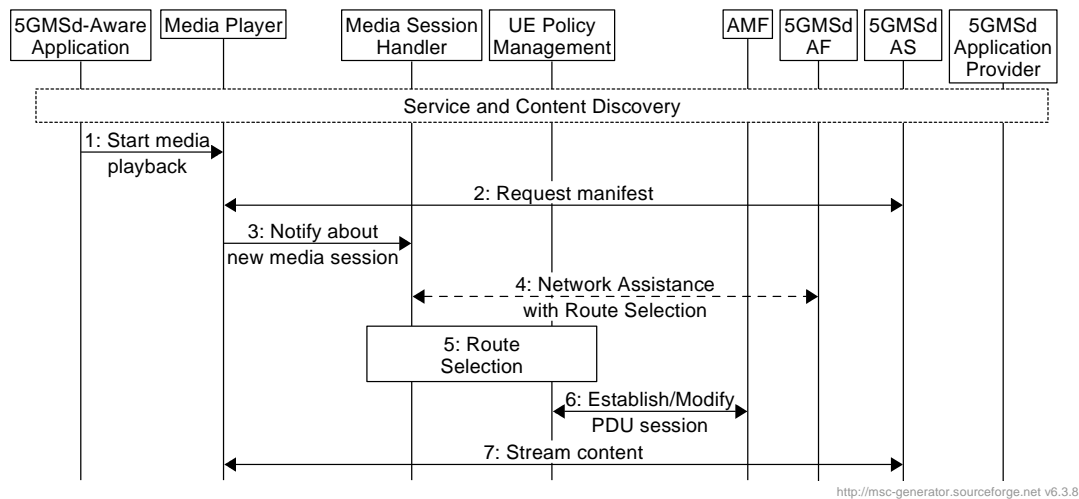 5GMSd-Aware
Application
Media Player
Media Session
Handler
UE Policy
Management
AMF
5GMSd
AF
5GMSd
AS
5GMSd
Application
Provider
Service and Content Discovery
1: Start media
playback
2: Request manifest
3: Notify about
new media session
4: Network Assistance
with Route Selection
5: Route
Selection
6: Establish/Modify
PDU session
7: Stream content
http://msc-generator.sourceforge.net v6.3.8